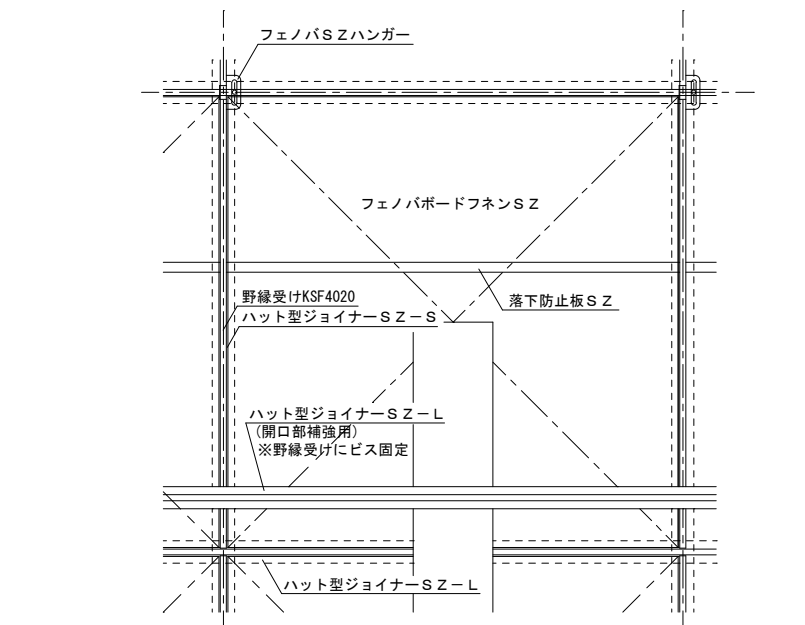 フェノバＳＺハンガー
フェノバボードフネンＳＺ
野縁受けKSF4020
落下防止板ＳＺ
ハット型ジョイナーＳＺ－Ｓ
ハット型ジョイナーＳＺ－Ｌ
(開口部補強用)
※野縁受けにビス固定
ハット型ジョイナーＳＺ－Ｌ